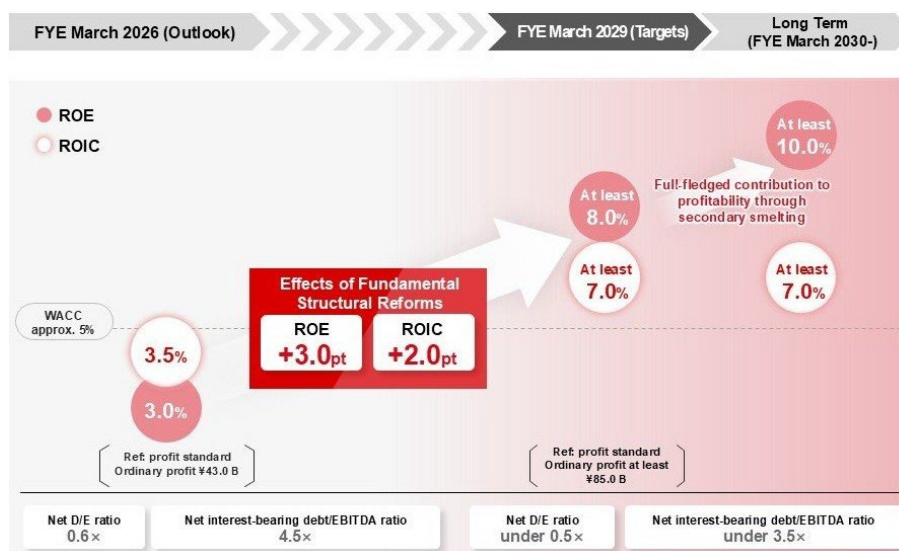 FYE March 2026 (Outlook)
FYE March 2029 (Targets)
Long Term
(FYE March 2030-)
ROE
ROIC
At least
10.0%
Full-fledged contribution to
profitability through
secondary smelting
At least
8.0%
At least
7.0%
At least
7.0%
Effects of Fundamental
Structural Reforms
ROE
+3.0pt
ROIC
+2.0pt
WACC
approx. 5%
3.5%
3.0%
Ref: profit standard
Ordinary profit ¥43.0 B
Ref: profit standard
Ordinary profit at least
¥85.0 B
Net D/E ratio
0.6×
Net interest-bearing debt/EBITDA ratio
4.5×
Net D/E ratio
under 0.5×
Net interest-bearing debt/EBITDA ratio
under 3.5×